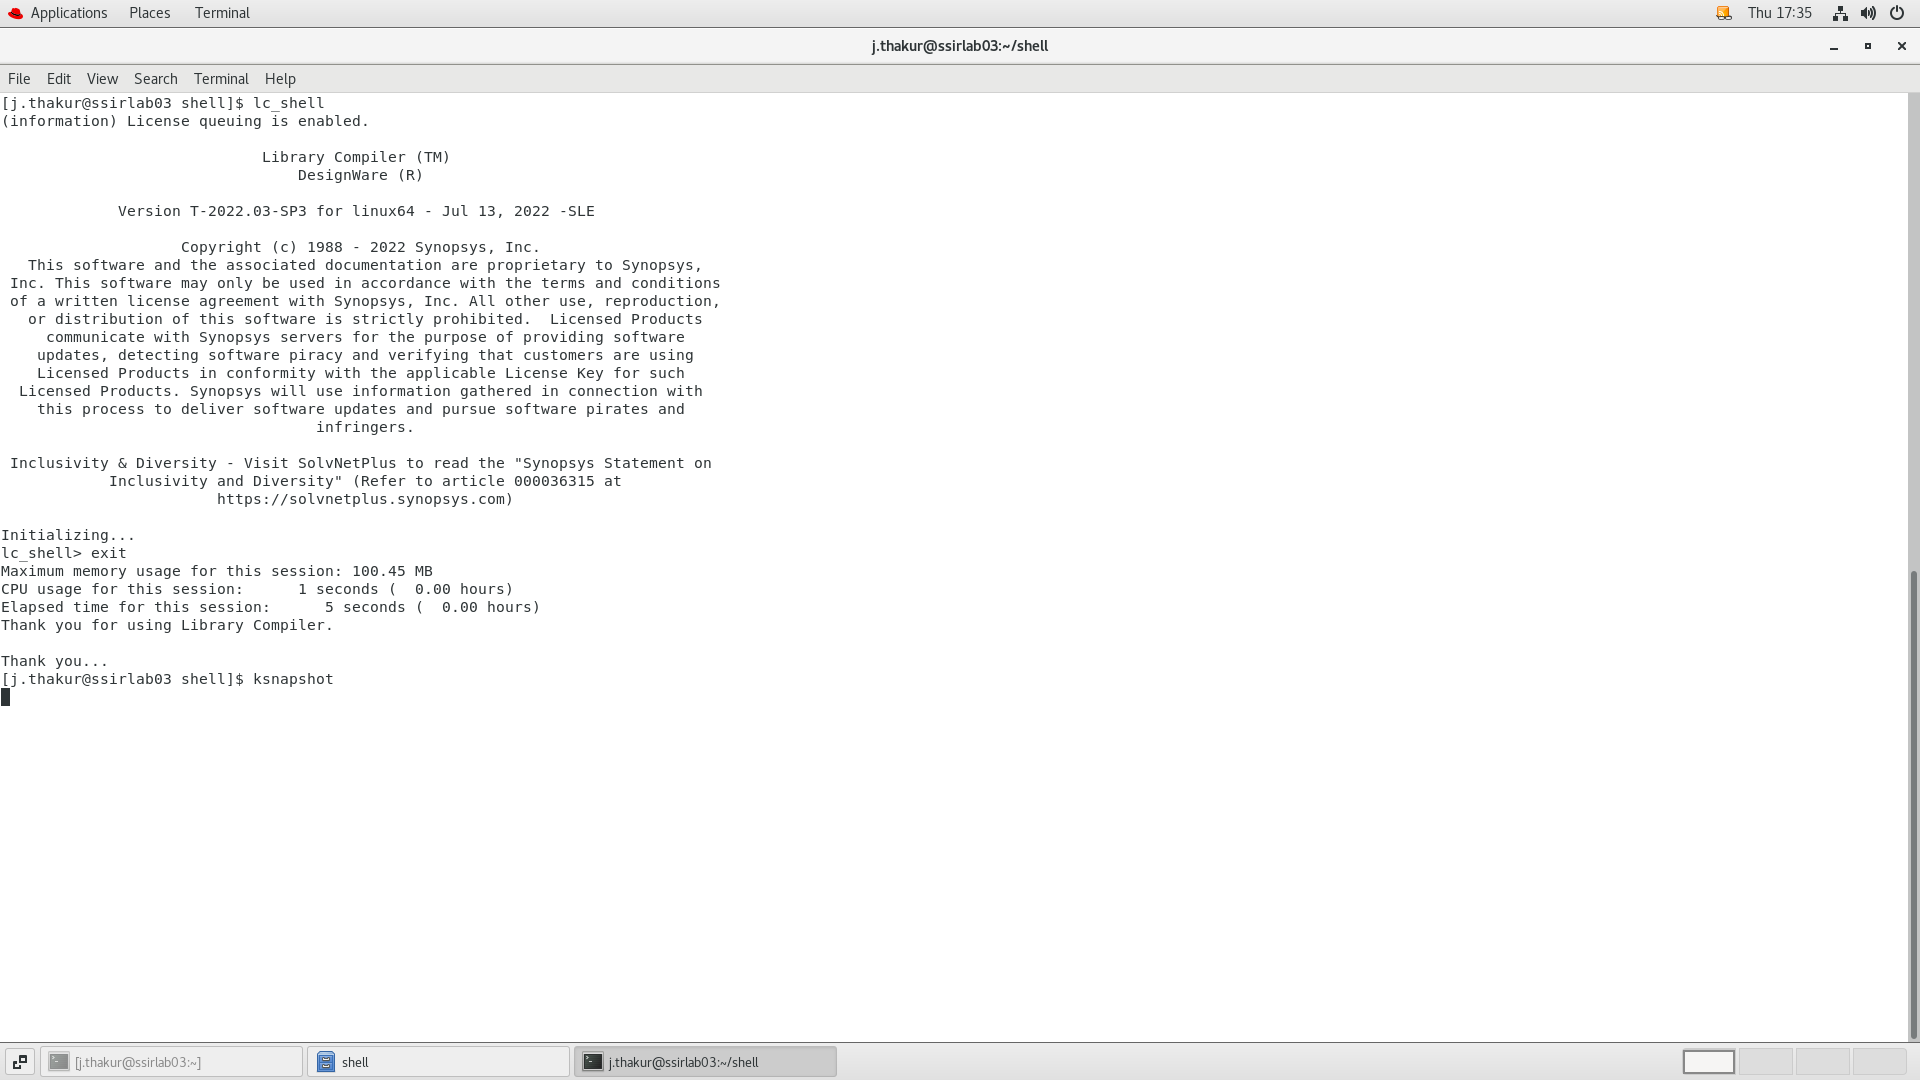 Applications Places Terminal Thu 17:35
j.thakur@ssirlab03:~/shell
File Edit View Search Terminal Help
[j.thakur@ssirlab03 shell]$ lc_shell
(information) License queuing is enabled.
Library Compiler (TM)
DesignWare (R)
Version T-2022.03-SP3 for linux64 - Jul 13, 2022 -SLE
Copyright (c) 1988 - 2022 Synopsys, Inc.
This software and the associated documentation are proprietary to Synopsys,
Inc. This software may only be used in accordance with the terms and conditions
of a written license agreement with Synopsys, Inc. All other use, reproduction,
or distribution of this software is strictly prohibited.  Licensed Products
communicate with Synopsys servers for the purpose of providing software
updates, detecting software piracy and verifying that customers are using
Licensed Products in conformity with the applicable License Key for such
Licensed Products. Synopsys will use information gathered in connection with
this process to deliver software updates and pursue software pirates and
infringers.
Inclusivity & Diversity - Visit SolvNetPlus to read the "Synopsys Statement on
Inclusivity and Diversity" (Refer to article 000036315 at
https://solvnetplus.synopsys.com)
Initializing...
lc_shell> exit
Maximum memory usage for this session: 100.45 MB
CPU usage for this session:      1 seconds (  0.00 hours)
Elapsed time for this session:      5 seconds (  0.00 hours)
Thank you for using Library Compiler.
Thank you...
[j.thakur@ssirlab03 shell]$ ksnapshot
[j.thakur@ssirlab03:~] shell j.thakur@ssirlab03:~/shell